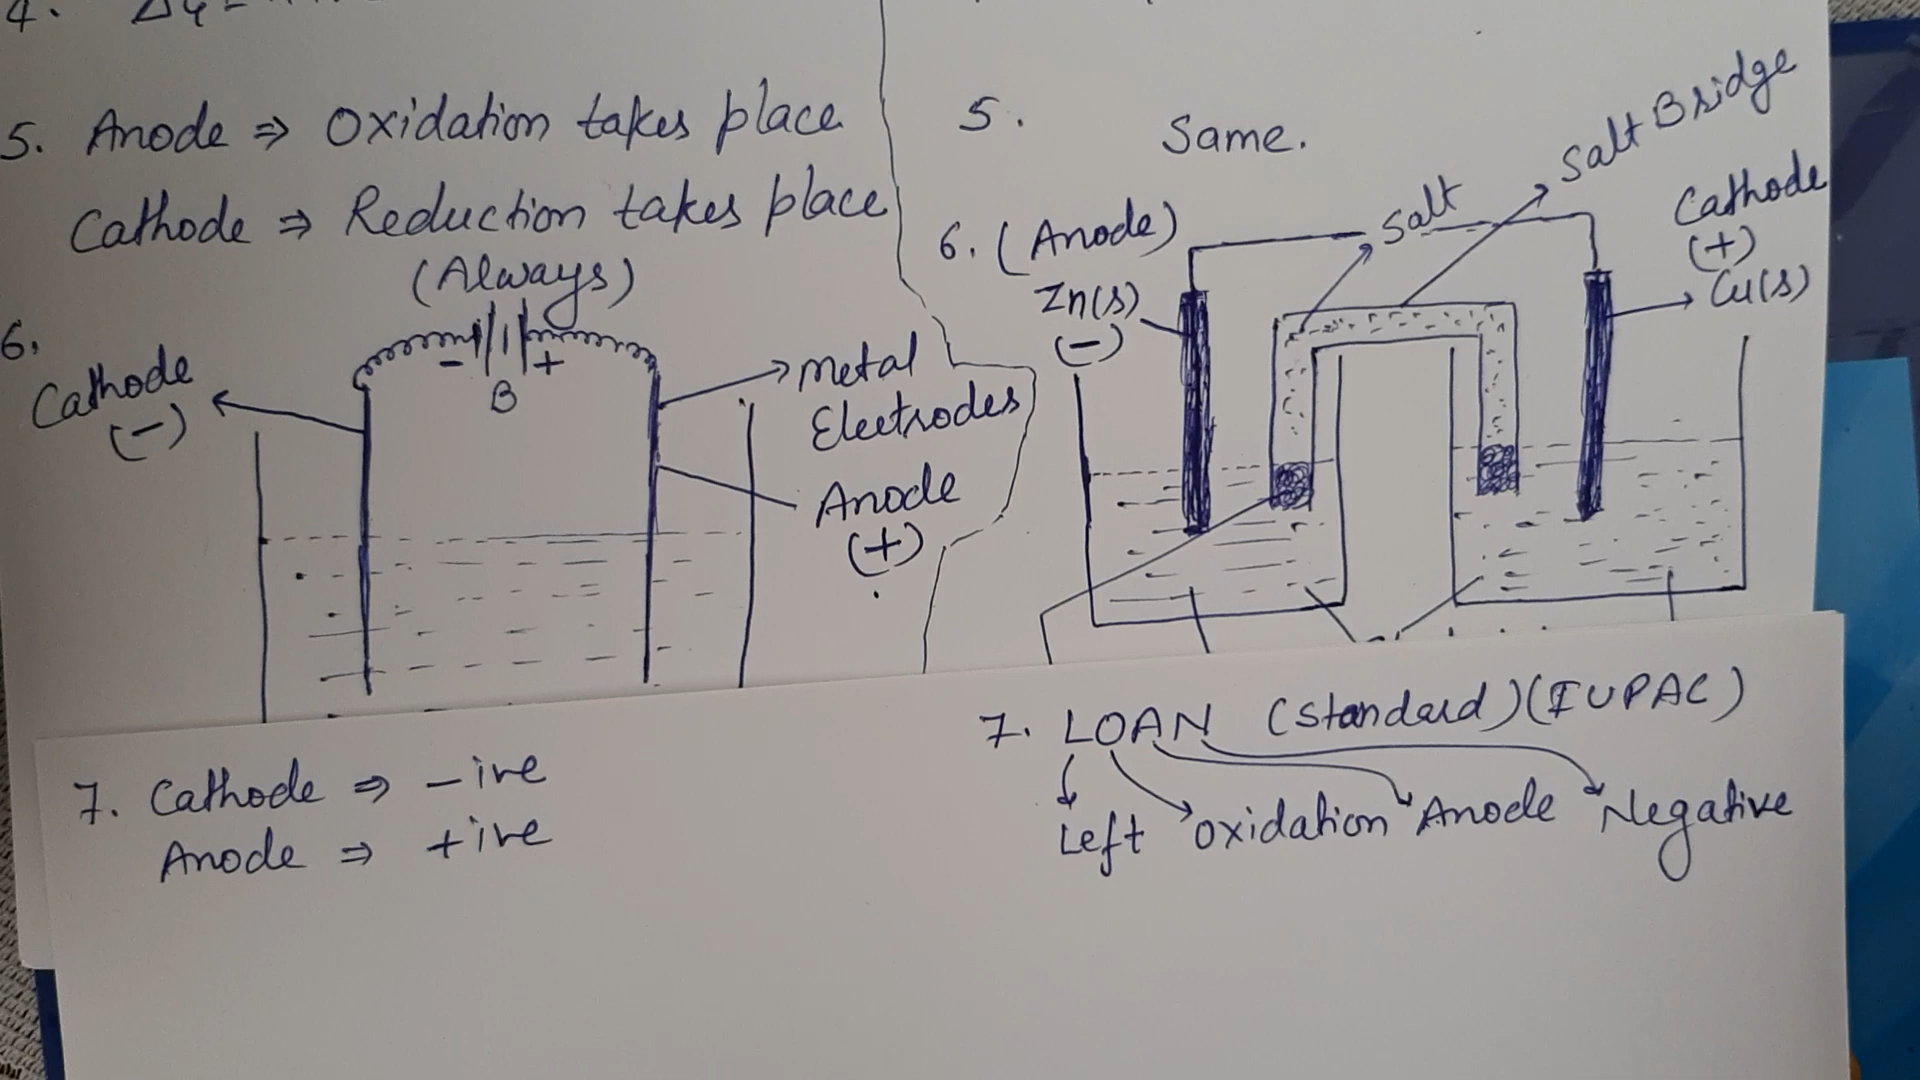 4.
5. Anode ⇒ Oxidation takes place
Cathode ⇒ Reduction takes place
(Always)
6.
Cathode
(-)
- +
B
Metal
Electrodes
Anode
(+)
7. Cathode ⇒ -ive
Anode ⇒ +ive
5. Same.
6. (Anode)
Zn(s)
(-)
Salt
Salt Bridge
Cathode
(+)
Cu(s)
7. LOAN (Standard) (IUPAC)
Left Oxidation Anode Negative